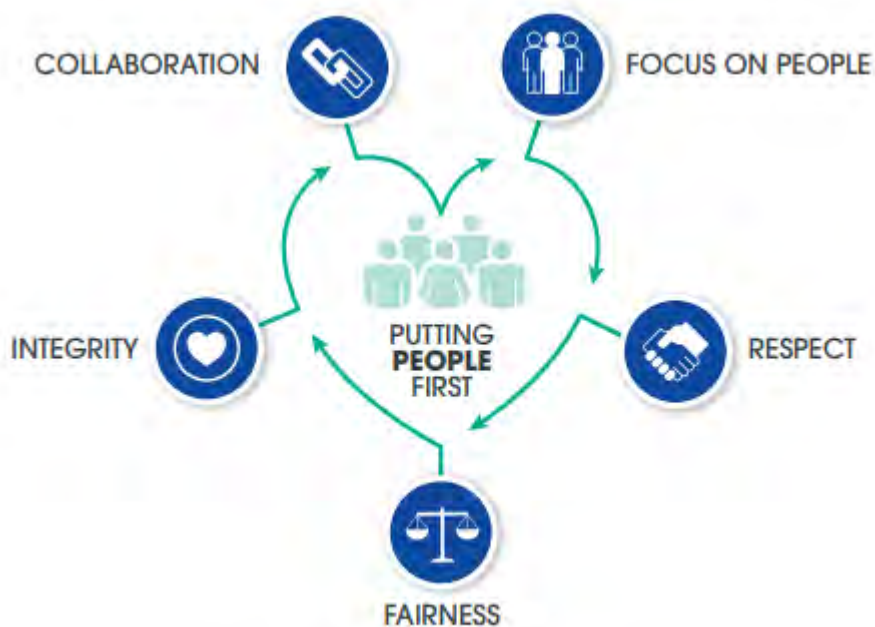 COLLABORATION
FOCUS ON PEOPLE
INTEGRITY
PUTTING
PEOPLE
FIRST
RESPECT
FAIRNESS